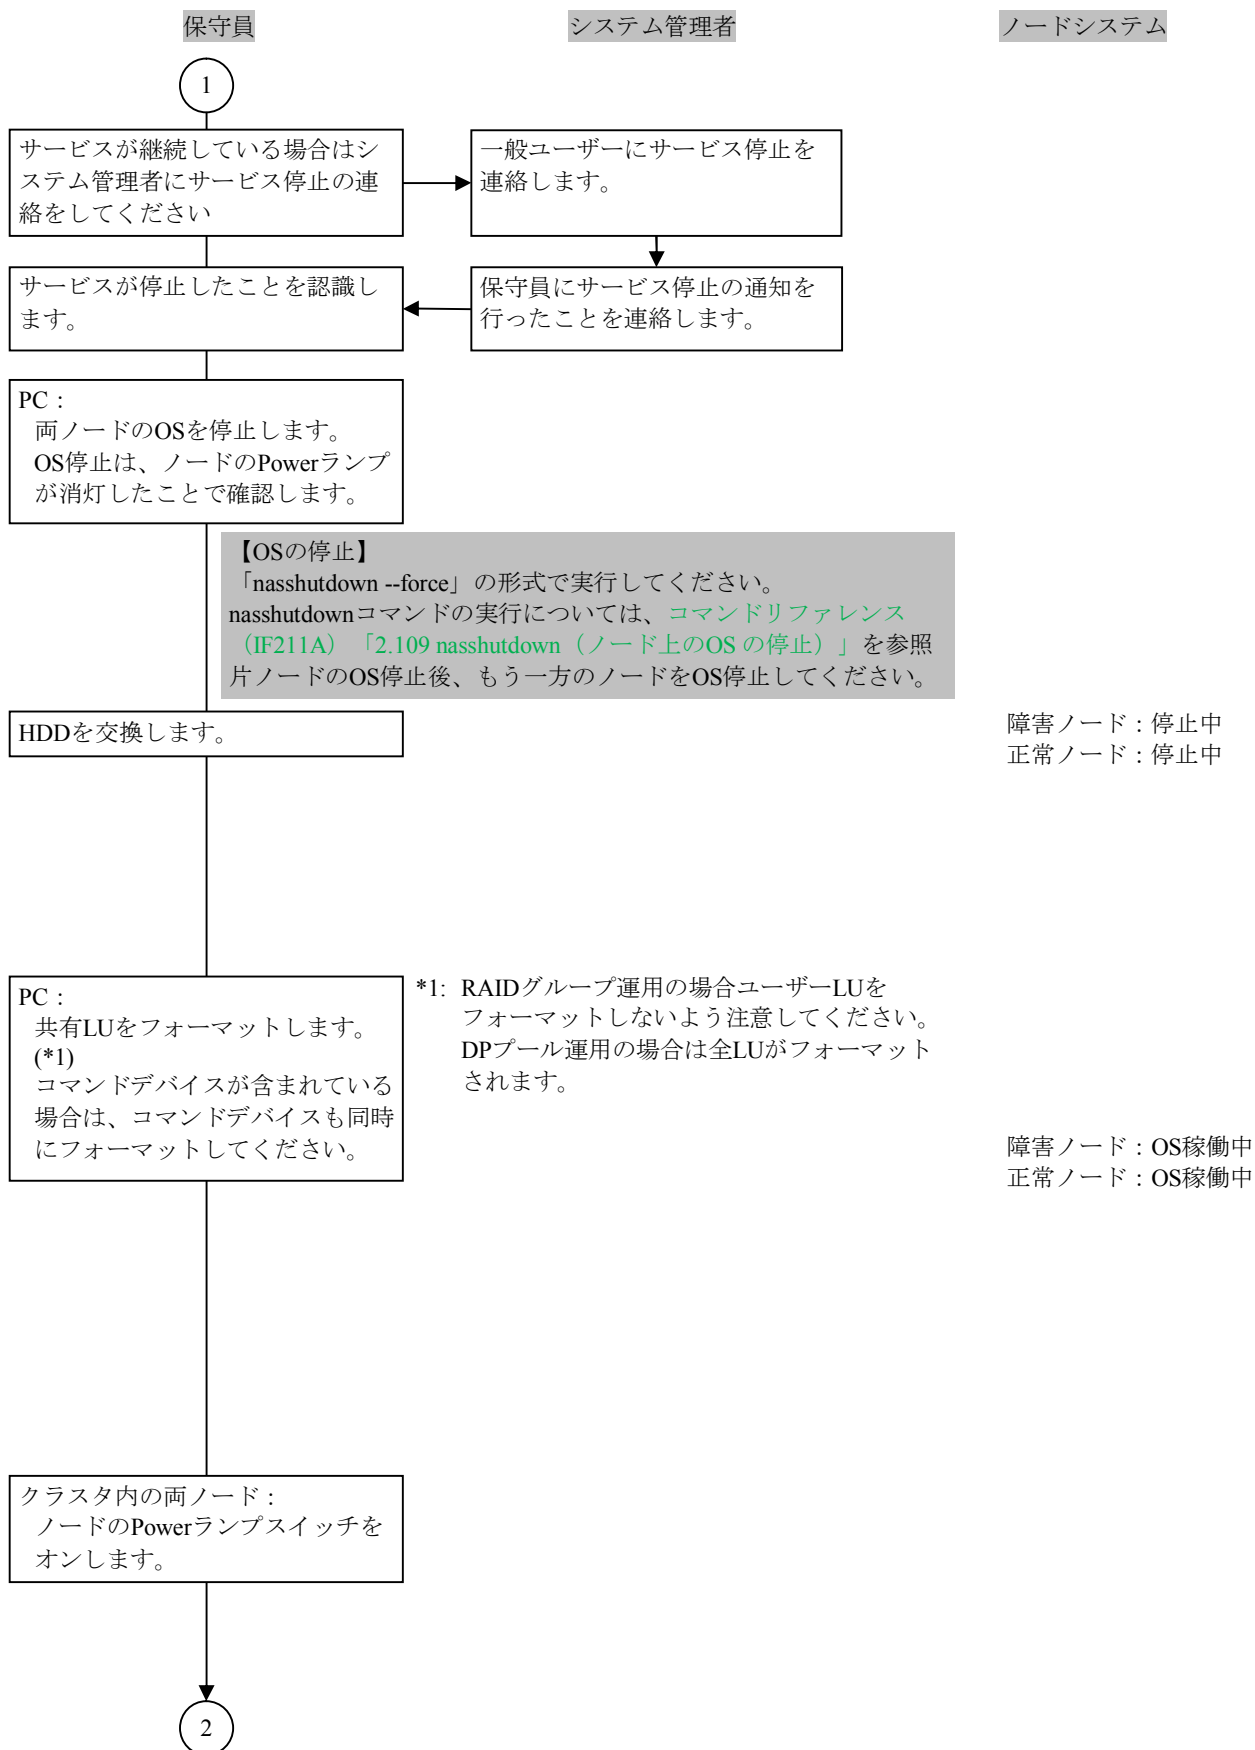 保守員
システム管理者
ノードシステム
1
サービスが継続している場合はシ
ステム管理者にサービス停止の連
絡をしてください
一般ユーザーにサービス停止を
連絡します。
サービスが停止したことを認識し
ます。
保守員にサービス停止の通知を
行ったことを連絡します。
PC：
両ノードのOSを停止します。
OS停止は、ノードのPowerランプ
が消灯したことで確認します。
【OSの停止】
「nasshutdown --force」の形式で実行してください。
nasshutdownコマンドの実行については、コマンドリファレンス
（IF211A）「2.109 nasshutdown（ノード上のOS の停止）」を参照
片ノードのOS停止後、もう一方のノードをOS停止してください。
HDDを交換します。
障害ノード：停止中
正常ノード：停止中
PC：
共有LUをフォーマットします。
(*1)
コマンドデバイスが含まれている
場合は、コマンドデバイスも同時
にフォーマットしてください。
*1: RAIDグループ運用の場合ユーザーLUを
フォーマットしないよう注意してください。
DPプール運用の場合は全LUがフォーマット
されます。
障害ノード：OS稼働中
正常ノード：OS稼働中
クラスタ内の両ノード：
ノードのPowerランプスイッチを
オンします。
2